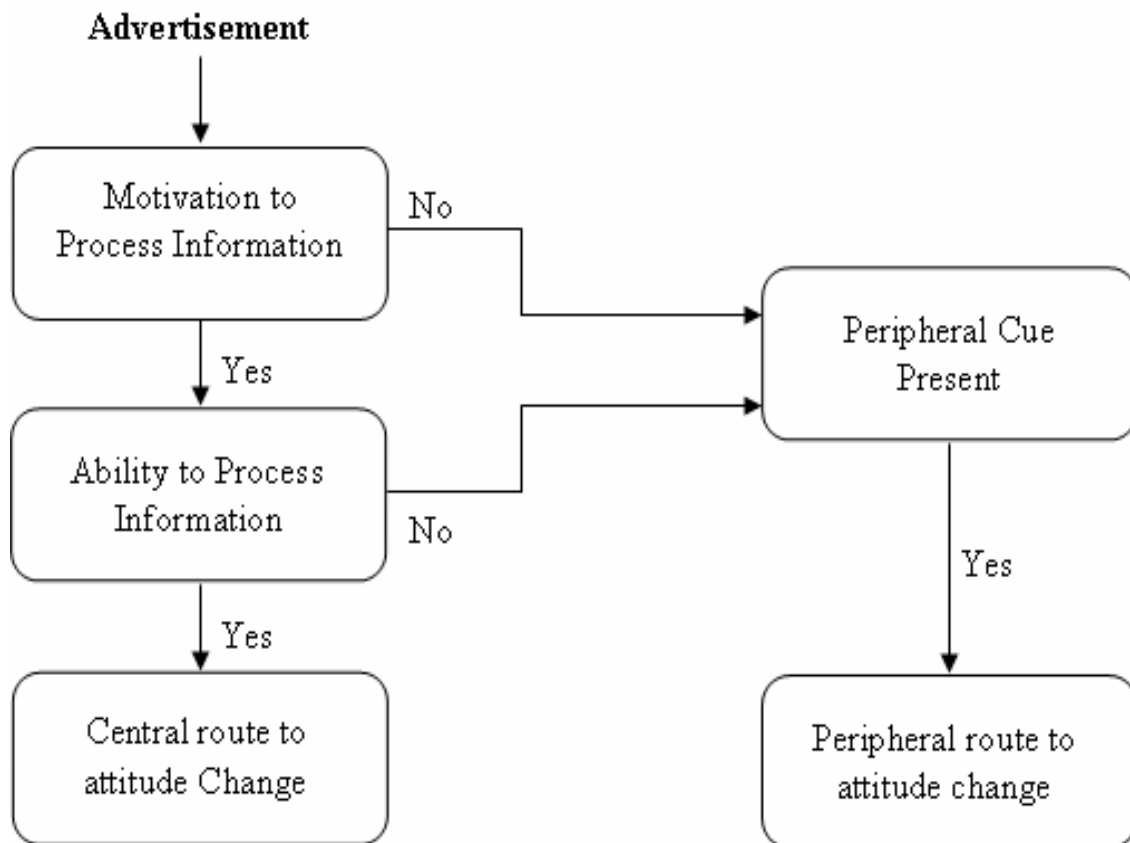 Advertisement
Motivation to
Process Information
No
Yes
Peripheral Cue
Present
Ability to Process
Information
No
Yes
Yes
Central route to
attitude Change
Peripheral route to
attitude change